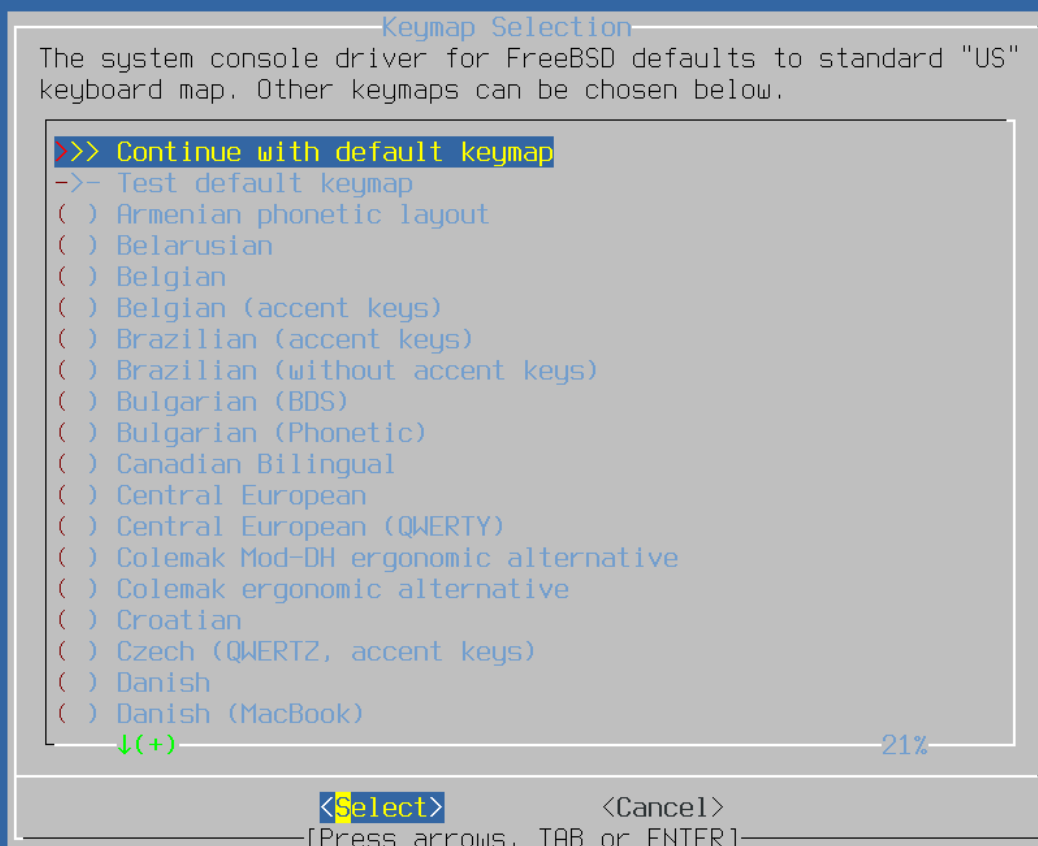 Keymap Selection
The system console driver for FreeBSD defaults to standard "US"
keyboard map. Other keymaps can be chosen below.
>>> Continue with default keymap
->- Test default keymap
( ) Armenian phonetic layout
( ) Belarusian
( ) Belgian
( ) Belgian (accent keys)
( ) Brazilian (accent keys)
( ) Brazilian (without accent keys)
( ) Bulgarian (BDS)
( ) Bulgarian (Phonetic)
( ) Canadian Bilingual
( ) Central European
( ) Central European (QWERTY)
( ) Colemak Mod-DH ergonomic alternative
( ) Colemak ergonomic alternative
( ) Croatian
( ) Czech (QWERTZ, accent keys)
( ) Danish
( ) Danish (MacBook)
↓(+) 21%
<Select> <Cancel>
[Press arrows, TAB or ENTER]